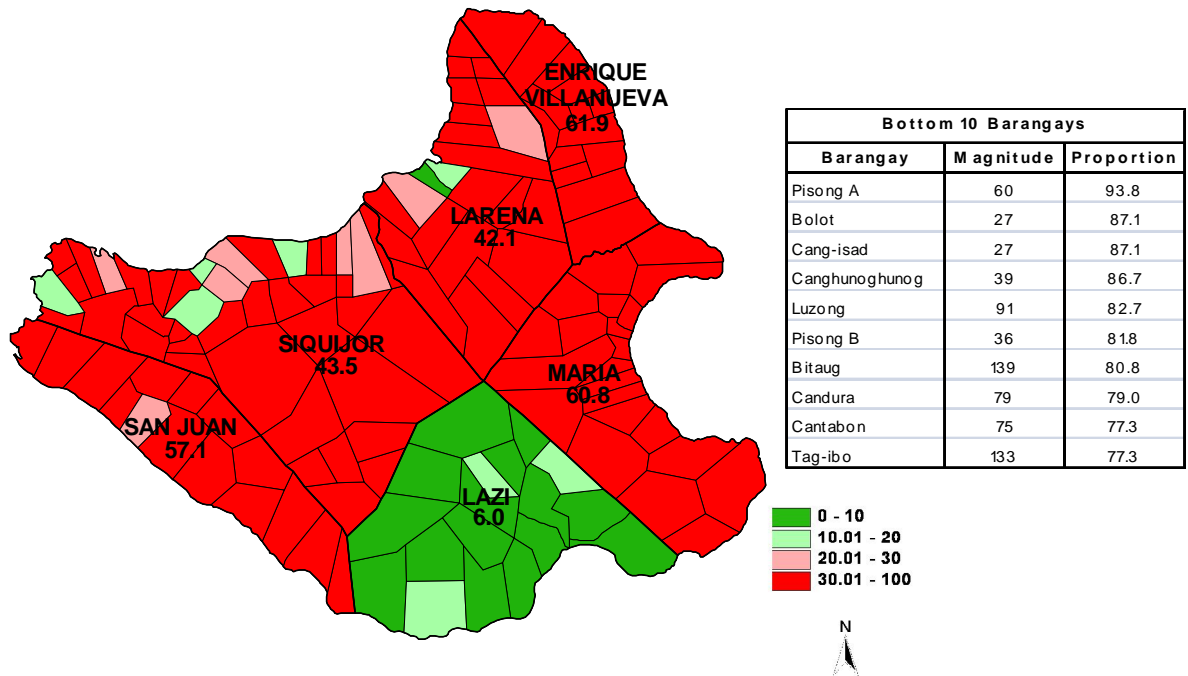 ENRIQUE
VILLANUEVA
61.9
LARENA
42.1
SIQUIJOR
43.5
MARIA
60.8
SAN JUAN
57.1
LAZI
6.0
Bottom 10 Barangays
Barangay Magnitude Proportion
Pisong A 60 93.8
Bolot 27 87.1
Cang-isad 27 87.1
Canghunoghunog 39 86.7
Luzong 91 82.7
Pisong B 36 81.8
Bitaug 139 80.8
Candura 79 79.0
Cantabon 75 77.3
Tag-ibo 133 77.3
0 - 10
10.01 - 20
20.01 - 30
30.01 - 100
N